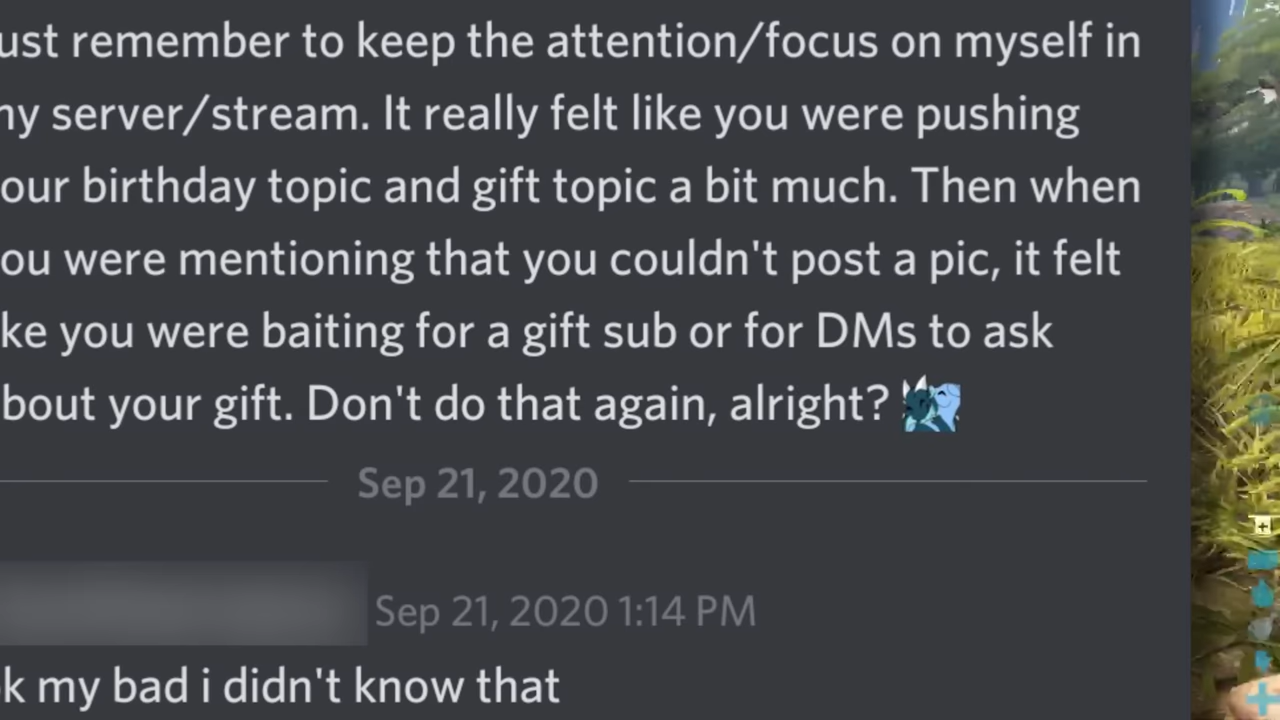 ust remember to keep the attention/focus on myself in
ny server/stream. It really felt like you were pushing
our birthday topic and gift topic a bit much. Then when
ou were mentioning that you couldn't post a pic, it felt
ke you were baiting for a gift sub or for DMs to ask
bout your gift. Don't do that again, alright?
Sep 21, 2020
Sep 21, 2020 1:14 PM
ok my bad i didn't know that